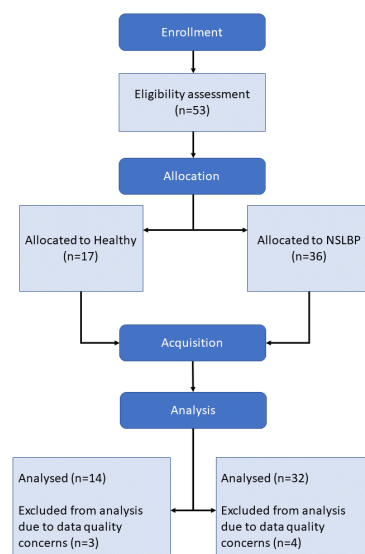 Enrollment
Eligibility assessment
(n=53)
Allocation
Allocated to Healthy
(n=17)
Allocated to NSLBP
(n=36)
Acquisition
Analysis
Analysed (n=14)
Excluded from analysis
due to data quality
concerns (n=3)
Analysed (n=32)
Excluded from analysis
due to data quality
concerns (n=4)